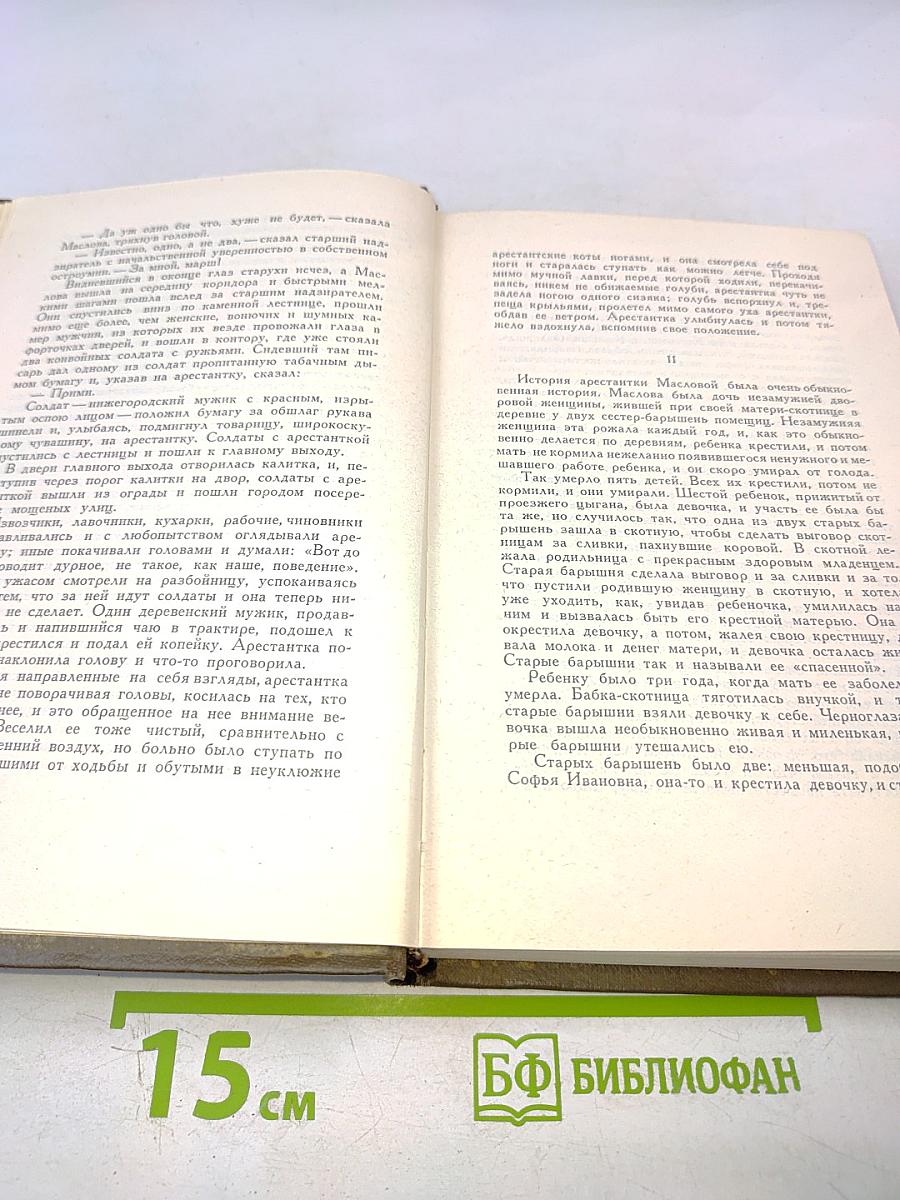 — Да уж одно бы что, хуже не будет, — сказала
Маслова, тряхнув головой.
— Известно, одно, а не два, — сказал старший над-
зиратель с начальственной уверенностью в собственном
остроумии. — За мной, марш!
Видневшийся в оконце глаз старухи исчез, а Мас-
лова вышла на середину коридора и быстрыми мел-
кими шагами пошла вслед за старшим надзирателем.
Они спустились вниз по каменной лестнице, прошли
мимо еще более, чем женские, вонючих и шумных ка-
мер мужчин, из которых их везде провожали глаза в
форточках дверей, и вошли в контору, где уже стояли
два конвойных солдата с ружьями. Сидевший там пи-
сарь дал одному из солдат пропитанную табачным ды-
мом бумагу и, указав на арестантку, сказал:
— Прими.
Солдат — нижегородский мужик с красным, изры-
тым оспою лицом — положил бумагу за обшлаг рукава
шинели и, улыбаясь, подмигнул товарищу, широкоску-
лому чувашину, на арестантку. Солдаты с арестанткой
пустились с лестницы и пошли к главному выходу.
В двери главного выхода отворилась калитка, и, пе-
ступив через порог калитки на двор, солдаты с аре-
нткой вышли из ограды и пошли городом посере-
е мощеных улиц.
Извозчики, лавочники, кухарки, рабочие, чиновники
навливались и с любопытством оглядывали аре-
у; иные покачивали головами и думали: «Вот до
оводит дурное, не такое, как наше, поведение».
ужасом смотрели на разбойницу, успокаиваясь
тем, что за ней идут солдаты и она теперь ни-
не сделает. Один деревенский мужик, продав-
ь и напившийся чаю в трактире, подошел к
рестился и подал ей копейку. Арестантка по-
наклонила голову и что-то проговорила.
я направленные на себя взгляды, арестантка
не поворачивая головы, косилась на тех, кто
нее, и это обращенное на нее внимание ве-
Веселил ее тоже чистый, сравнительно с
енний воздух, но больно было ступать по
шими от ходьбы и обутыми в неуклюжие
арестантские коты ногами, и она смотрела себе под
ноги и старалась ступать как можно легче. Проходя
мимо мучной лавки, перед которой ходили, перекачи-
ваясь, никем не обижаемые голуби, арестантка чуть не
задела ногою одного сизяка; голубь вспорхнул и, тре-
пеща крыльями, пролетел мимо самого уха арестантки,
обдав ее ветром. Арестантка улыбнулась и потом тя-
жело вздохнула, вспомнив свое положение.
II
История арестантки Масловой была очень обыкно-
венная история. Маслова была дочь незамужней дво-
ровой женщины, жившей при своей матери-скотнице в
деревне у двух сестер-барышень помещиц. Незамужняя
женщина эта рожала каждый год, и, как это обыкно-
венно делается по деревням, ребенка крестили, и потом
мать не кормила нежеланно появившегося ненужного и ме-
шавшего работе ребенка, и он скоро умирал от голода.
Так умерло пять детей. Всех их крестили, потом не
кормили, и они умирали. Шестой ребенок, прижитый от
проезжего цыгана, была девочка, и участь ее была бы
та же, но случилось так, что одна из двух старых ба-
рышень зашла в скотную, чтобы сделать выговор скот-
ницам за сливки, пахнувшие коровой. В скотной ле-
жала родильница с прекрасным здоровым младенцем.
Старая барышня сделала выговор и за сливки и за то,
что пустили родившую женщину в скотную, и хотела
уже уходить, как, увидав ребеночка, умилилась на
ним и вызвалась быть его крестной матерью. Она
окрестила девочку, а потом, жалея свою крестницу, д
вала молока и денег матери, и девочка осталась жи
Старые барышни так и называли ее «спасенной».
Ребенку было три года, когда мать ее заболел
умерла. Бабка-скотница тяготилась внучкой, и т
старые барышни взяли девочку к себе. Черноглаза
вочка вышла необыкновенно живая и миленькая,
рые барышни утешались ею.
Старых барышень было две: меньшая, подоб
Софья Ивановна, она-то и крестила девочку, и ст
15 см
БФ БИБЛИОФАН